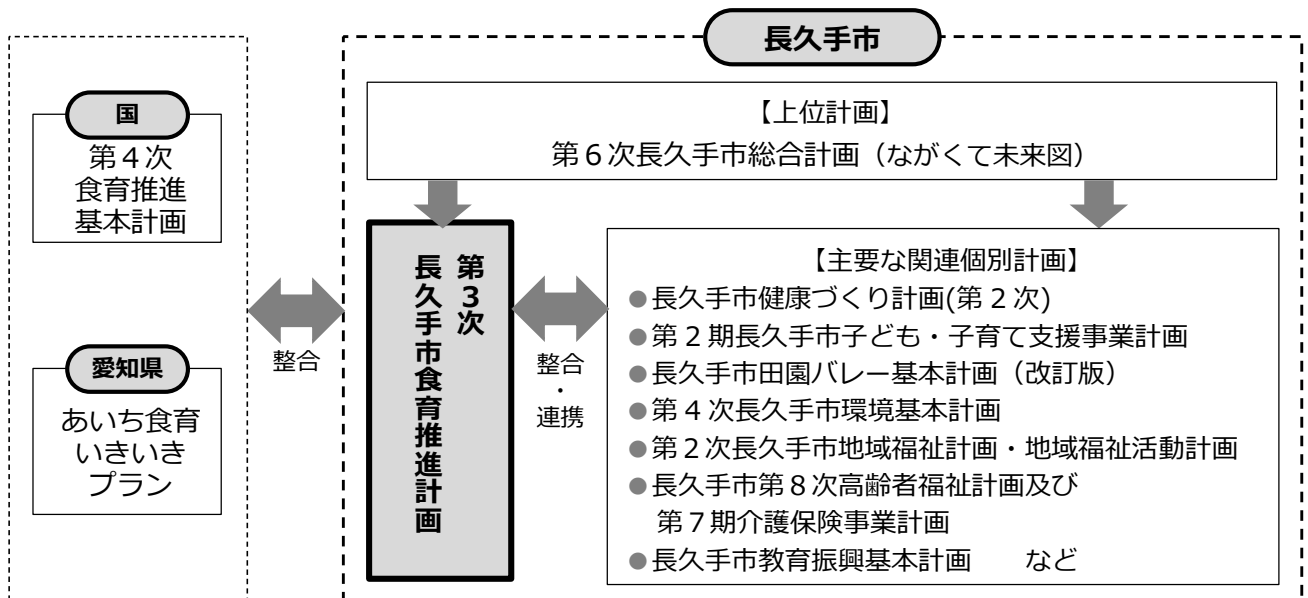 長久手市
国
第４次
食育推進
基本計画
愛知県
あいち食育
いきいき
プラン
整合
【上位計画】
第６次長久手市総合計画（ながくて未来図）
第３次
長久手市食育推進計画
整合
・
連携
【主要な関連個別計画】
●長久手市健康づくり計画(第２次)
●第２期長久手市子ども・子育て支援事業計画
●長久手市田園バレー基本計画（改訂版）
●第４次長久手市環境基本計画
●第２次長久手市地域福祉計画・地域福祉活動計画
●長久手市第８次高齢者福祉計画及び
第７期介護保険事業計画
●長久手市教育振興基本計画　　など